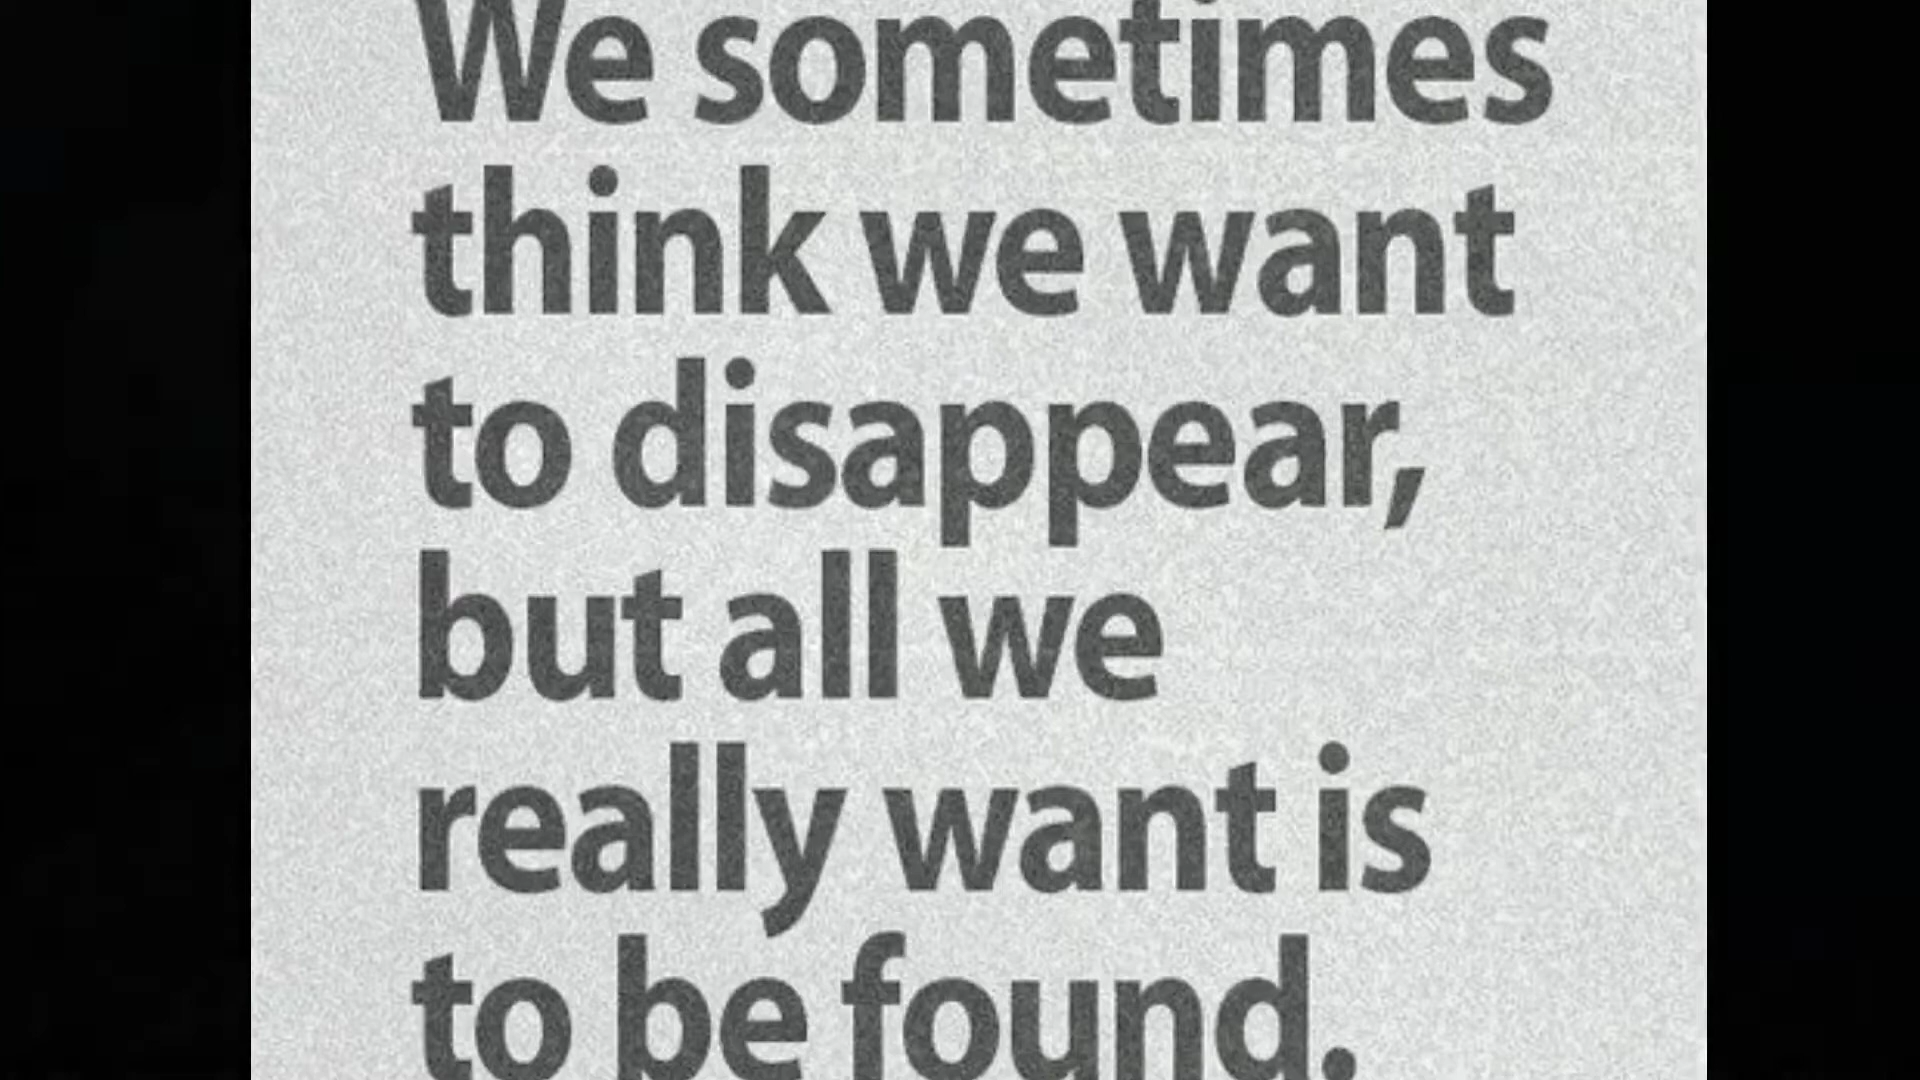 We sometimes
think we want
to disappear,
but all we
really want is
to be found.